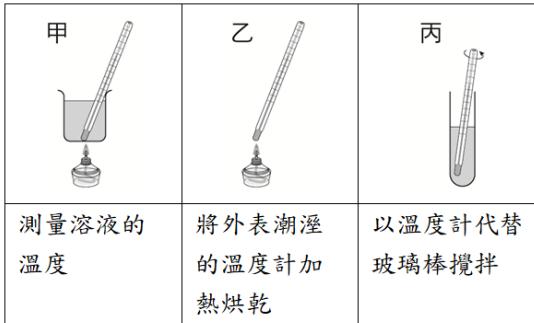 甲
乙
丙
測量溶液的
溫度
將外表潮溼
的溫度計加
熱烘乾
以溫度計代替
玻璃棒攪拌